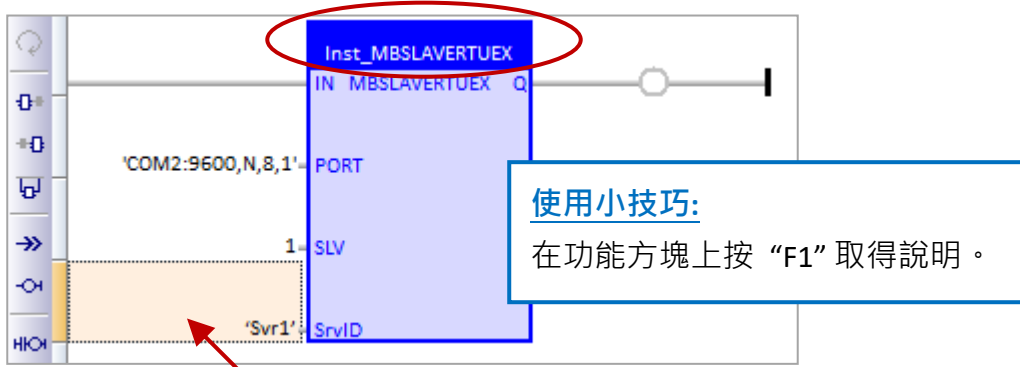 Inst_MBSLAVERTUEX
IN MBSLAVERTUEX Q
'COM2:9600,N,8,1' PORT
使用小技巧:
1 SLV
在功能方塊上按 “F1” 取得說明。
'Svr1' SrvID